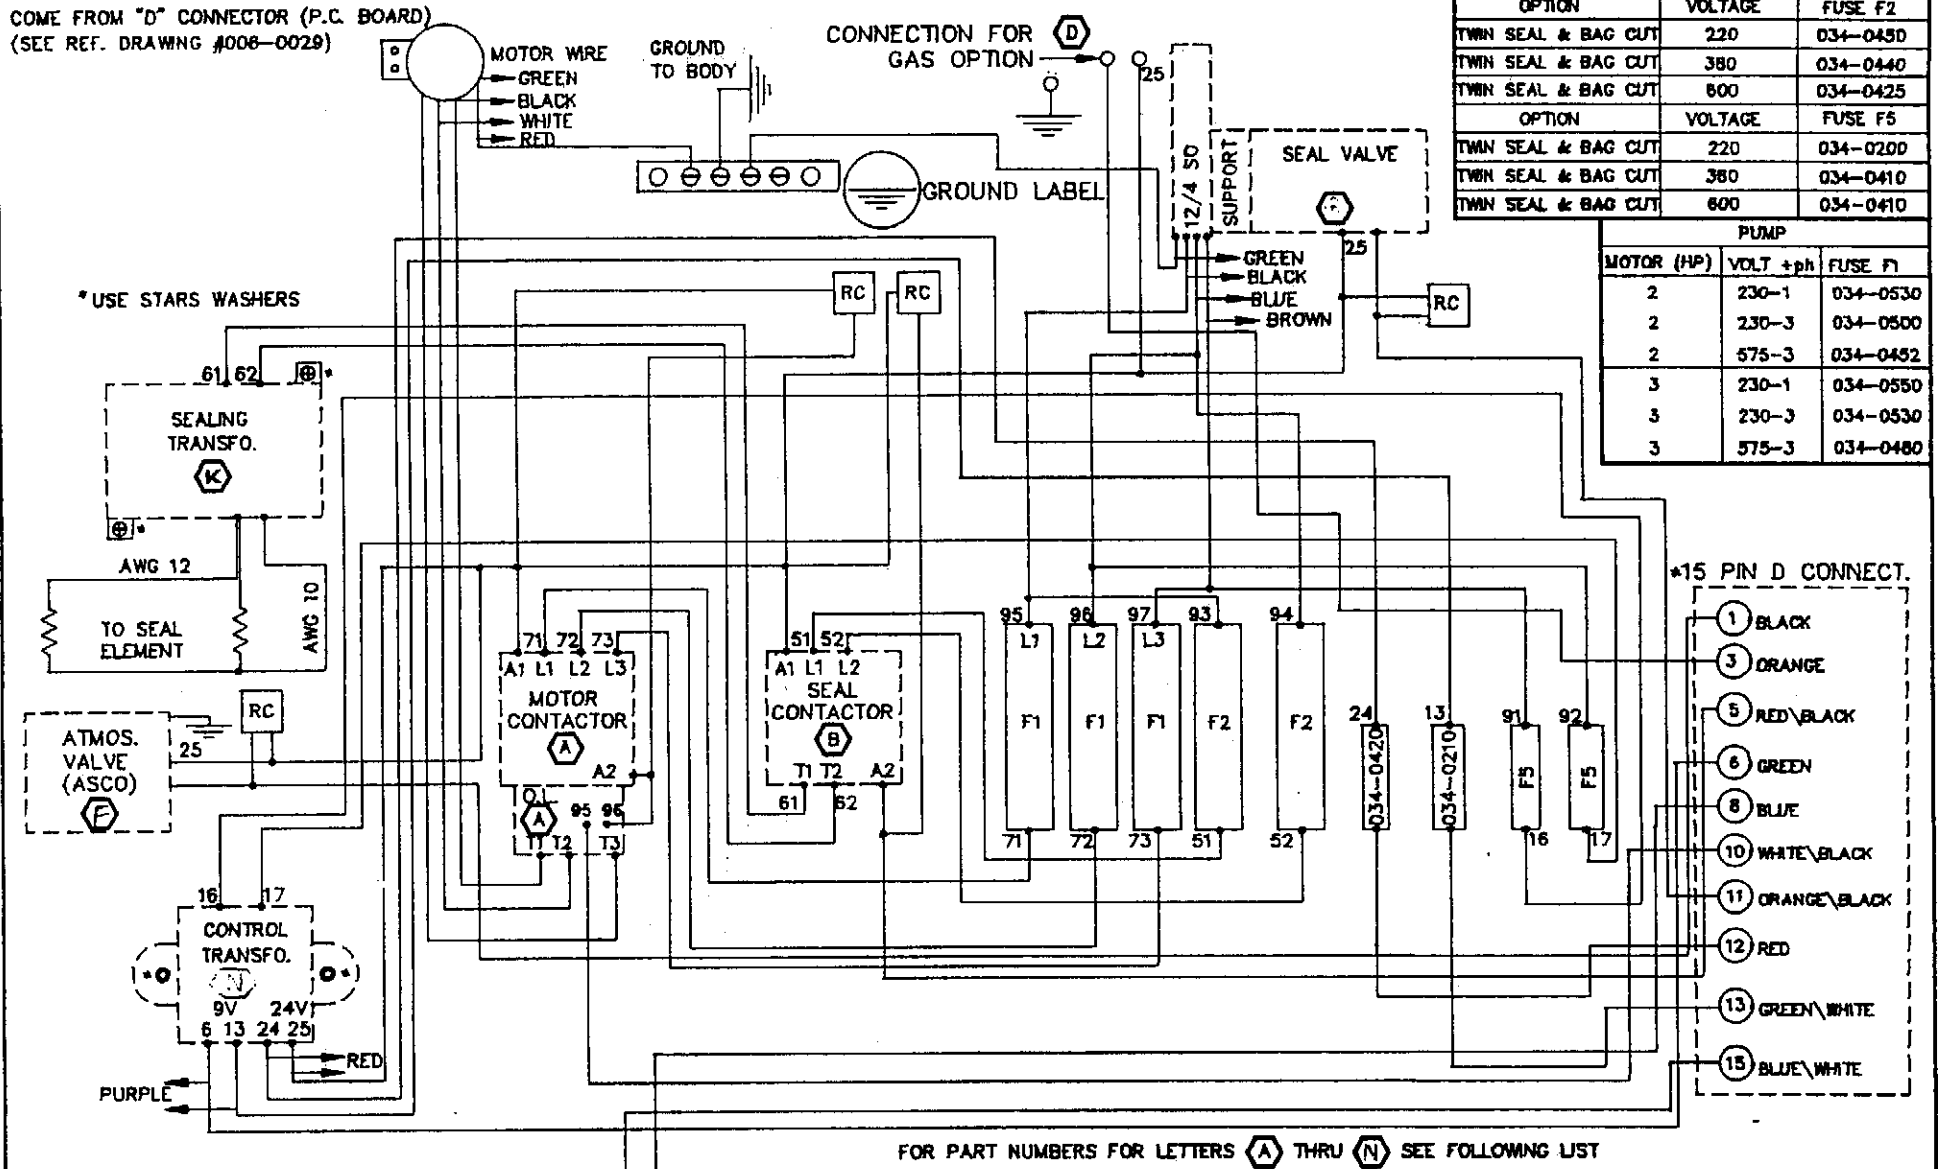 COME FROM "D" CONNECTOR (P.C. BOARD)
(SEE REF. DRAWING #006-0029)
MOTOR WIRE
GREEN
BLACK
WHITE
RED
GROUND
TO BODY
CONNECTION FOR D
GAS OPTION
25
GROUND LABEL
12/4 SO
SUPPORT
SEAL VALVE
25
GREEN
BLACK
BLUE
BROWN
RC
RC
RC
OPTION VOLTAGE FUSE F2
TWIN SEAL & BAG CUT 220 034-0450
TWIN SEAL & BAG CUT 380 034-0440
TWIN SEAL & BAG CUT 600 034-0425
OPTION VOLTAGE FUSE F5
TWIN SEAL & BAG CUT 220 034-0200
TWIN SEAL & BAG CUT 380 034-0410
TWIN SEAL & BAG CUT 600 034-0410
PUMP
MOTOR (HP) VOLT +ph FUSE F1
2 230-1 034-0530
2 230-3 034-0500
2 575-3 034-0452
3 230-1 034-0550
3 230-3 034-0530
3 575-3 034-0460
*USE STARS WASHERS
61 62 *
SEALING
TRANSFO.
K
*
AWG 12
AWG 10
TO SEAL
ELEMENT
RC
ATMOS.
VALVE
(ASCO)
F
25
71 72 73
A1 L1 L2 L3
MOTOR
CONTACTOR
A
A2
O.L.
A
95 96
T1 T2 T3
51 52
A1 L1 L2
SEAL
CONTACTOR
B
T1 T2 A2
61 62
95 96 97 93 94
L1 L2 L3
F1 F1 F1 F2 F2
71 72 73 51 52
24 13 91 92
034-0420 034-0210 F5 F5
16 17
*15 PIN D CONNECT.
1 BLACK
3 ORANGE
5 RED\BLACK
6 GREEN
8 BLUE
10 WHITE\BLACK
11 ORANGE\BLACK
12 RED
13 GREEN\WHITE
15 BLUE\WHITE
16 17
CONTROL
TRANSFO.
* N *
9V 24V
6 13 24 25
RED
PURPLE
FOR PART NUMBERS FOR LETTERS A THRU N SEE FOLLOWING LIST